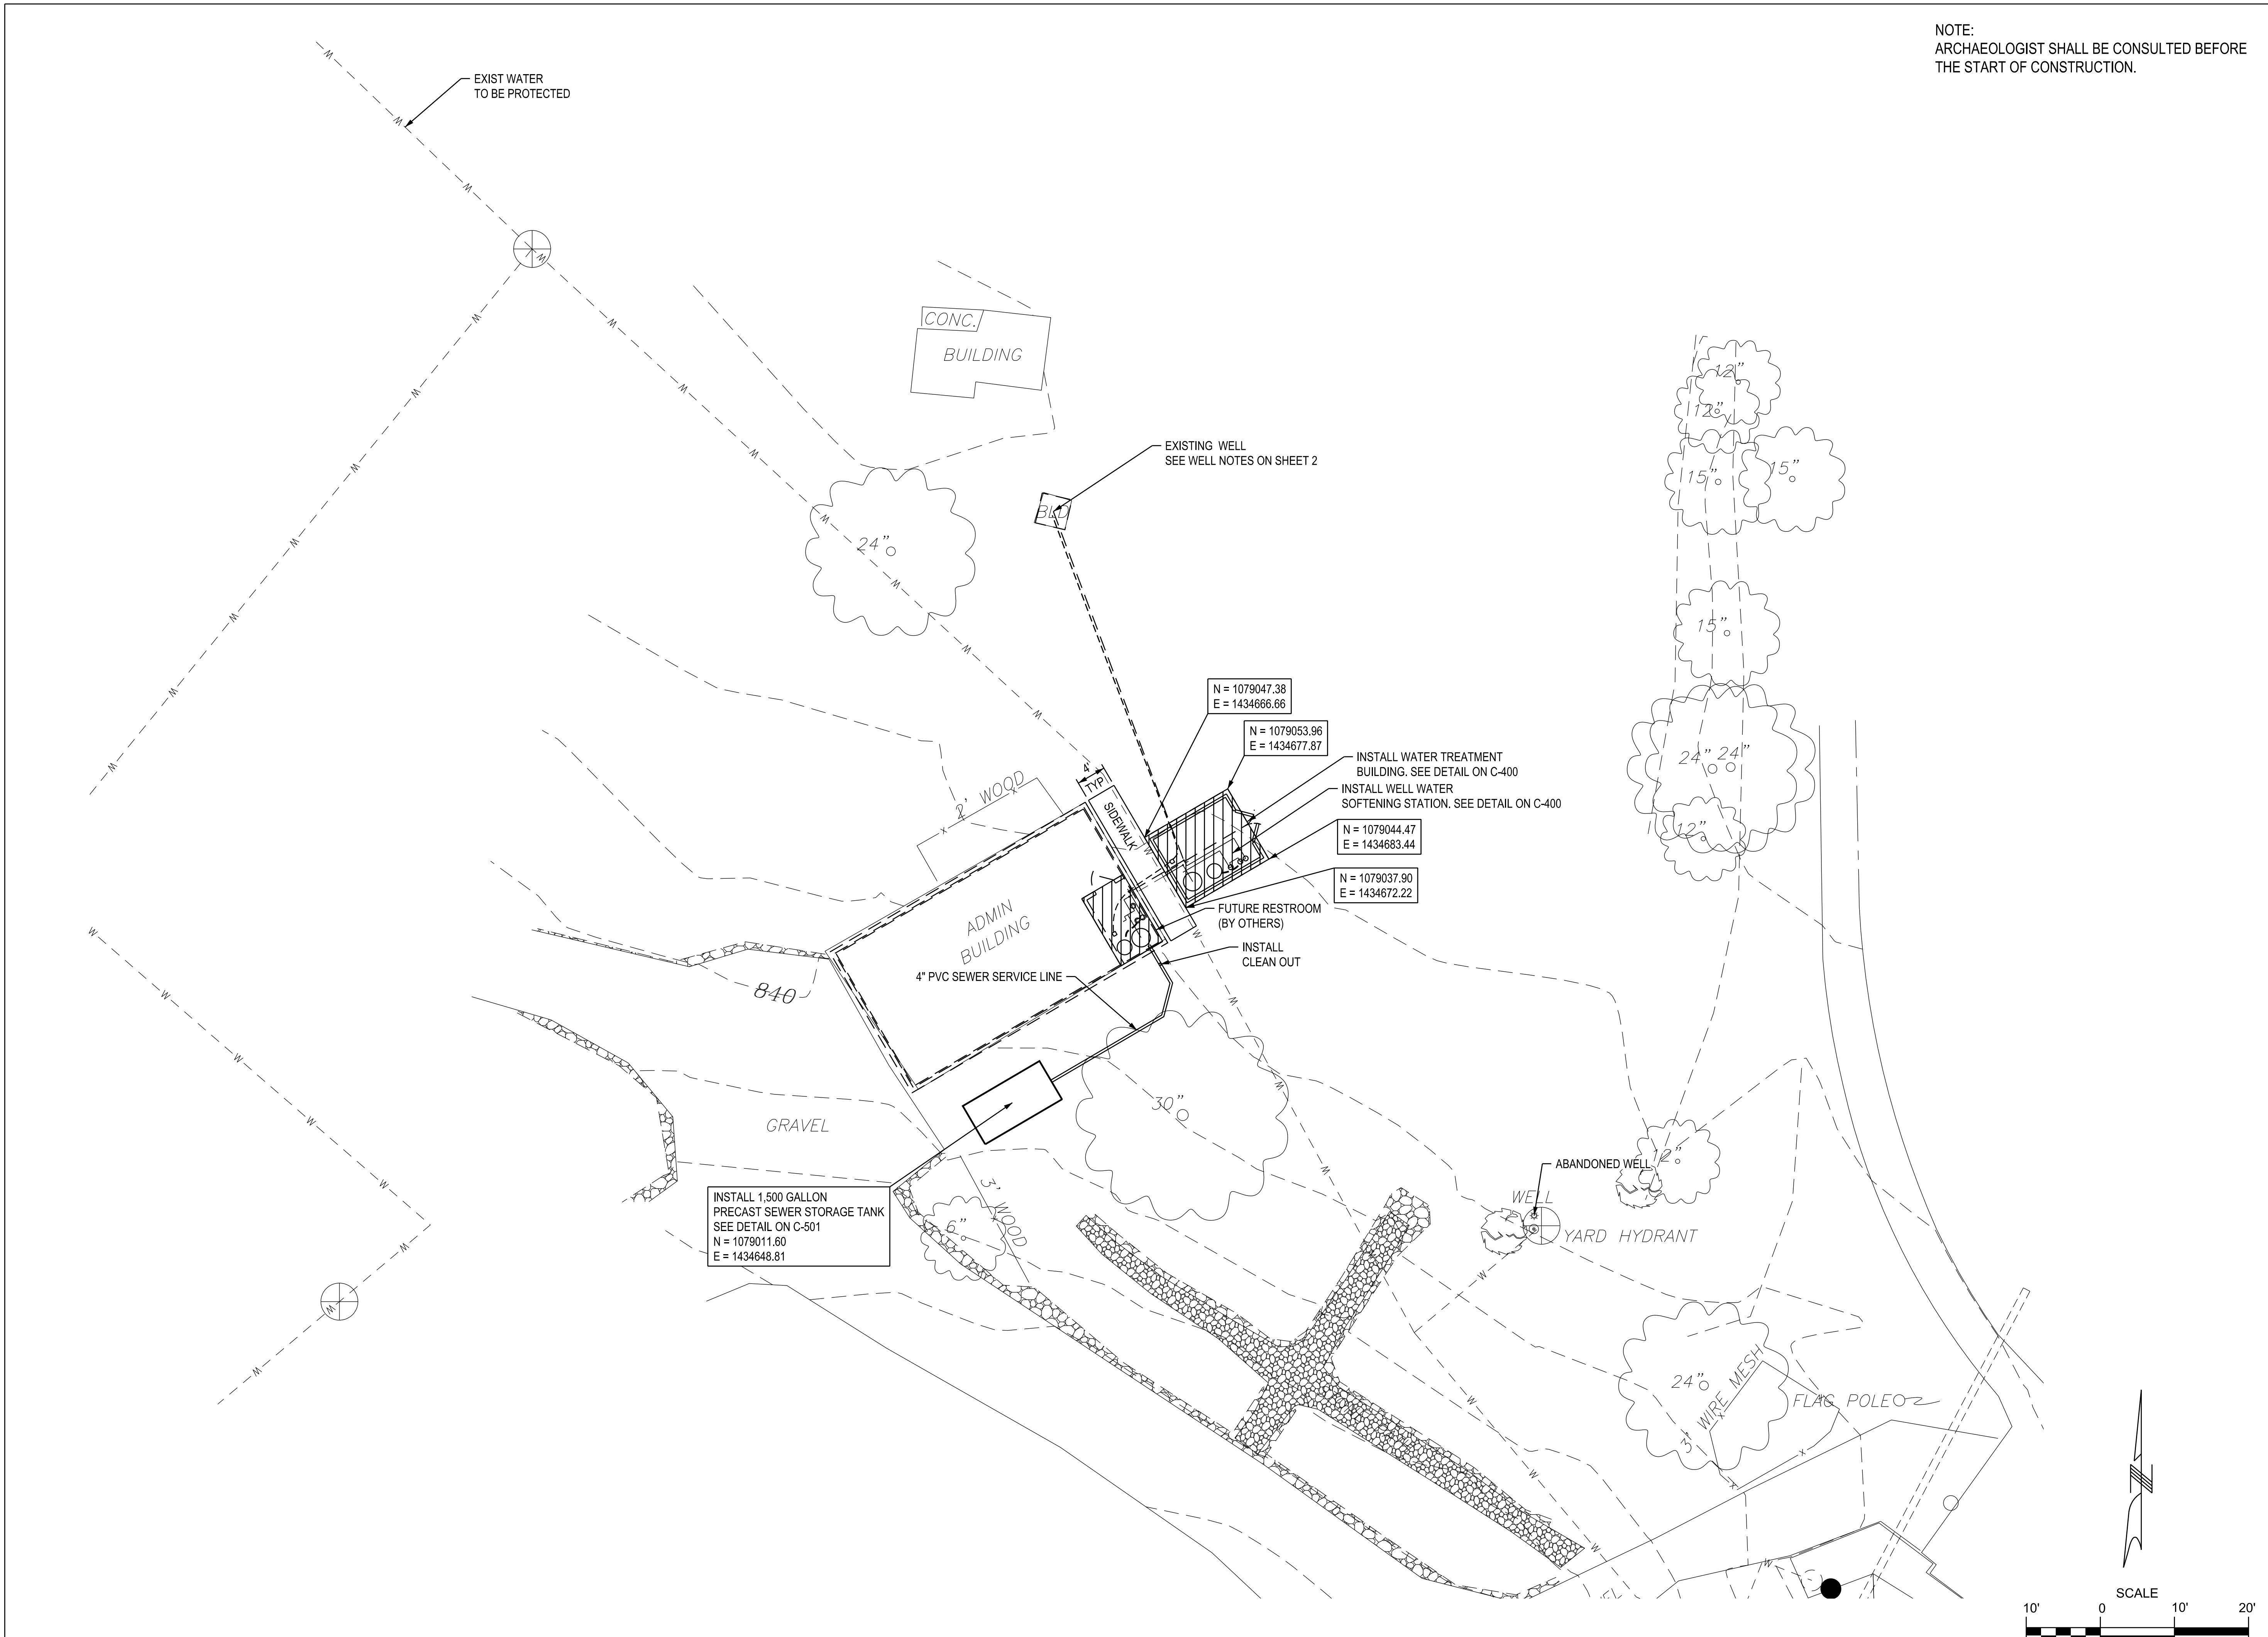 NOTE:
ARCHAEOLOGIST SHALL BE CONSULTED BEFORE
THE START OF CONSTRUCTION.
EXIST WATER
TO BE PROTECTED
CONC.
BUILDING
EXISTING WELL
SEE WELL NOTES ON SHEET 2
BLD
24"
12"
12"
15"
15"
15"
24"
24"
12"
N = 1079047.38
E = 1434666.66
N = 1079053.96
E = 1434677.87
INSTALL WATER TREATMENT
BUILDING. SEE DETAIL ON C-400
INSTALL WELL WATER
SOFTENING STATION. SEE DETAIL ON C-400
N = 1079044.47
E = 1434683.44
N = 1079037.90
E = 1434672.22
4'
TYP
SIDEWALK
2' WOOD
ADMIN
BUILDING
FUTURE RESTROOM
(BY OTHERS)
INSTALL
CLEAN OUT
4" PVC SEWER SERVICE LINE
840
GRAVEL
30"
INSTALL 1,500 GALLON
PRECAST SEWER STORAGE TANK
SEE DETAIL ON C-501
N = 1079011.60
E = 1434648.81
6"
3' WOOD
ABANDONED WELL
12"
WELL
YARD HYDRANT
24"
3' WIRE MESH
FLAG POLE
N
SCALE
10' 0 10' 20'
W W W W W W W W W W W W W W W W W W W W W W W W W W W W W W W W W W
X X X X X